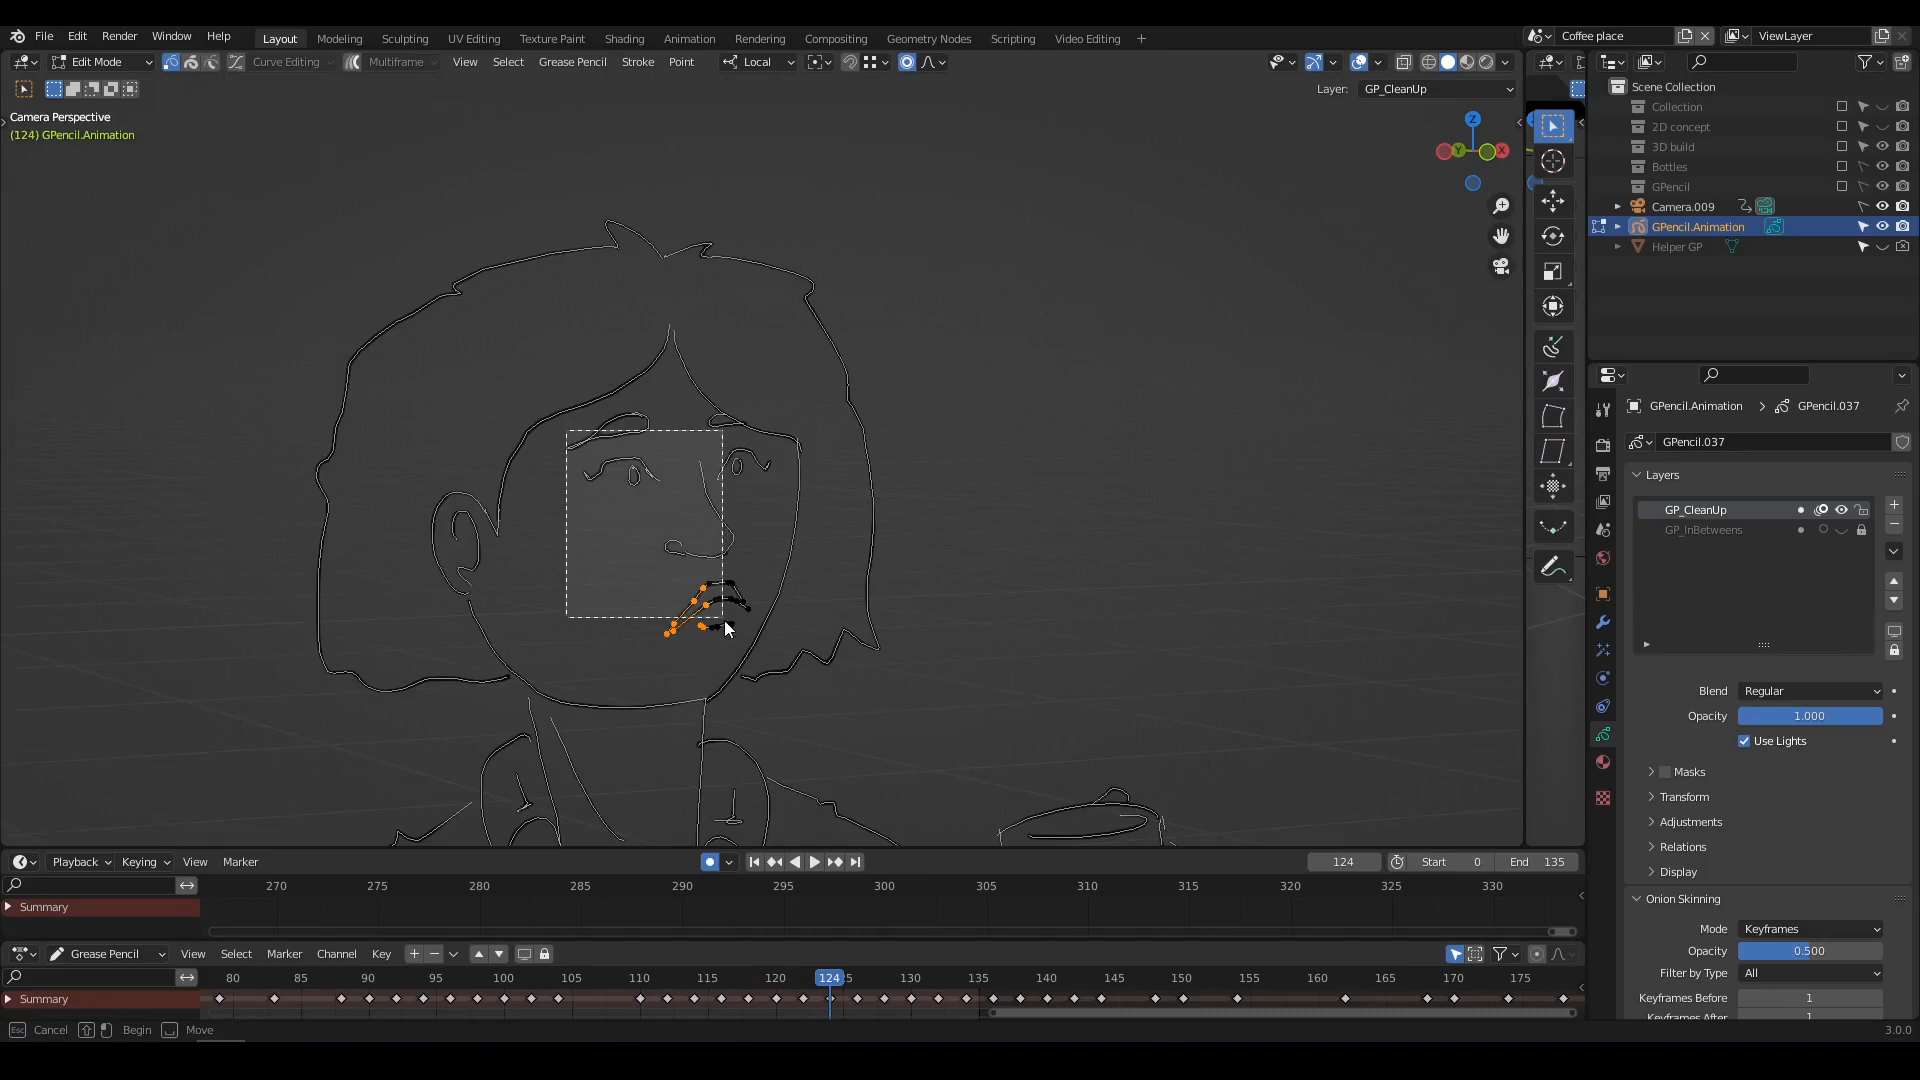 File Edit Render Window Help Layout Modeling Sculpting UV Editing Texture Paint Shading Animation Rendering Compositing Geometry Nodes Scripting Video Editing + Coffee place ViewLayer
Edit Mode Curve Editing Multiframe View Select Grease Pencil Stroke Point Local
Layer: GP_CleanUp
Camera Perspective
(124) GPencil.Animation
Z
Y X
Scene Collection
Collection
2D concept
3D build
Bottles
GPencil
Camera.009
GPencil.Animation
Helper GP
GPencil.Animation > GPencil.037
GPencil.037
Layers
GP_CleanUp
GP_InBetweens
Blend Regular
Opacity 1.000
Use Lights
Masks
Transform
Adjustments
Relations
Display
Onion Skinning
Mode Keyframes
Opacity 0.500
Filter by Type All
Keyframes Before 1
Keyframes After 1
Playback Keying View Marker 124 Start 0 End 135
270 275 280 285 290 295 300 305 310 315 320 325 330
Summary
Grease Pencil View Select Marker Channel Key
80 85 90 95 100 105 110 115 120 124 5 130 135 140 145 150 155 160 165 170 175
Summary
Esc Cancel Begin Move 3.0.0